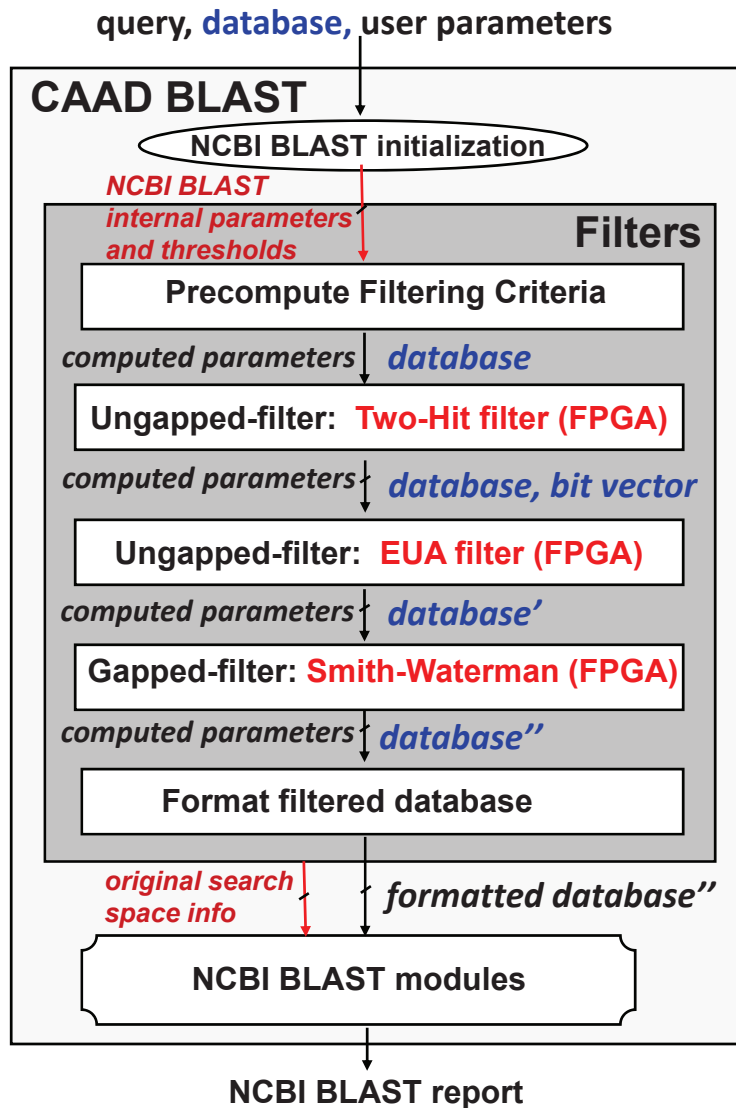 query, database, user parameters
CAAD BLAST
NCBI BLAST initialization
NCBI BLAST
internal parameters
and thresholds
Filters
Precompute Filtering Criteria
computed parameters database
Ungapped-filter: Two-Hit filter (FPGA)
computed parameters database, bit vector
Ungapped-filter: EUA filter (FPGA)
computed parameters database’
Gapped-filter: Smith-Waterman (FPGA)
computed parameters database’’
Format filtered database
original search
space info
formatted database’’
NCBI BLAST modules
NCBI BLAST report